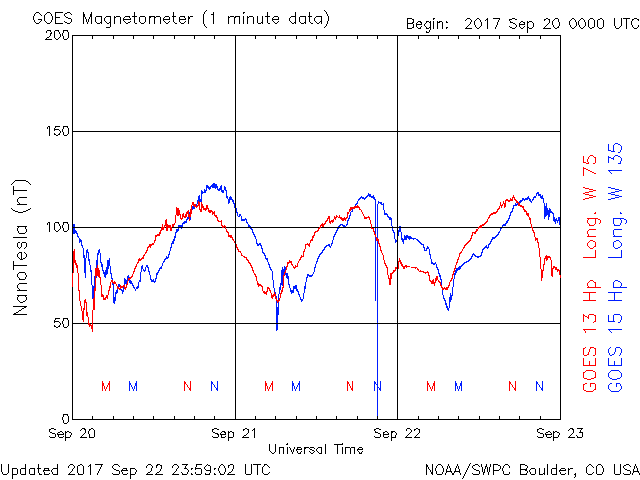 GOES Magnetometer (1 minute data)
Begin: 2017 Sep 20 0000 UTC
200
150
100
50
0
NanoTesla (nT)
M M N N M M N N M M N N
Sep 20 Sep 21 Sep 22 Sep 23
Universal Time
GOES 13 Hp Long. W 75
GOES 15 Hp Long. W 135
Updated 2017 Sep 22 23:59:02 UTC
NOAA/SWPC Boulder, CO USA